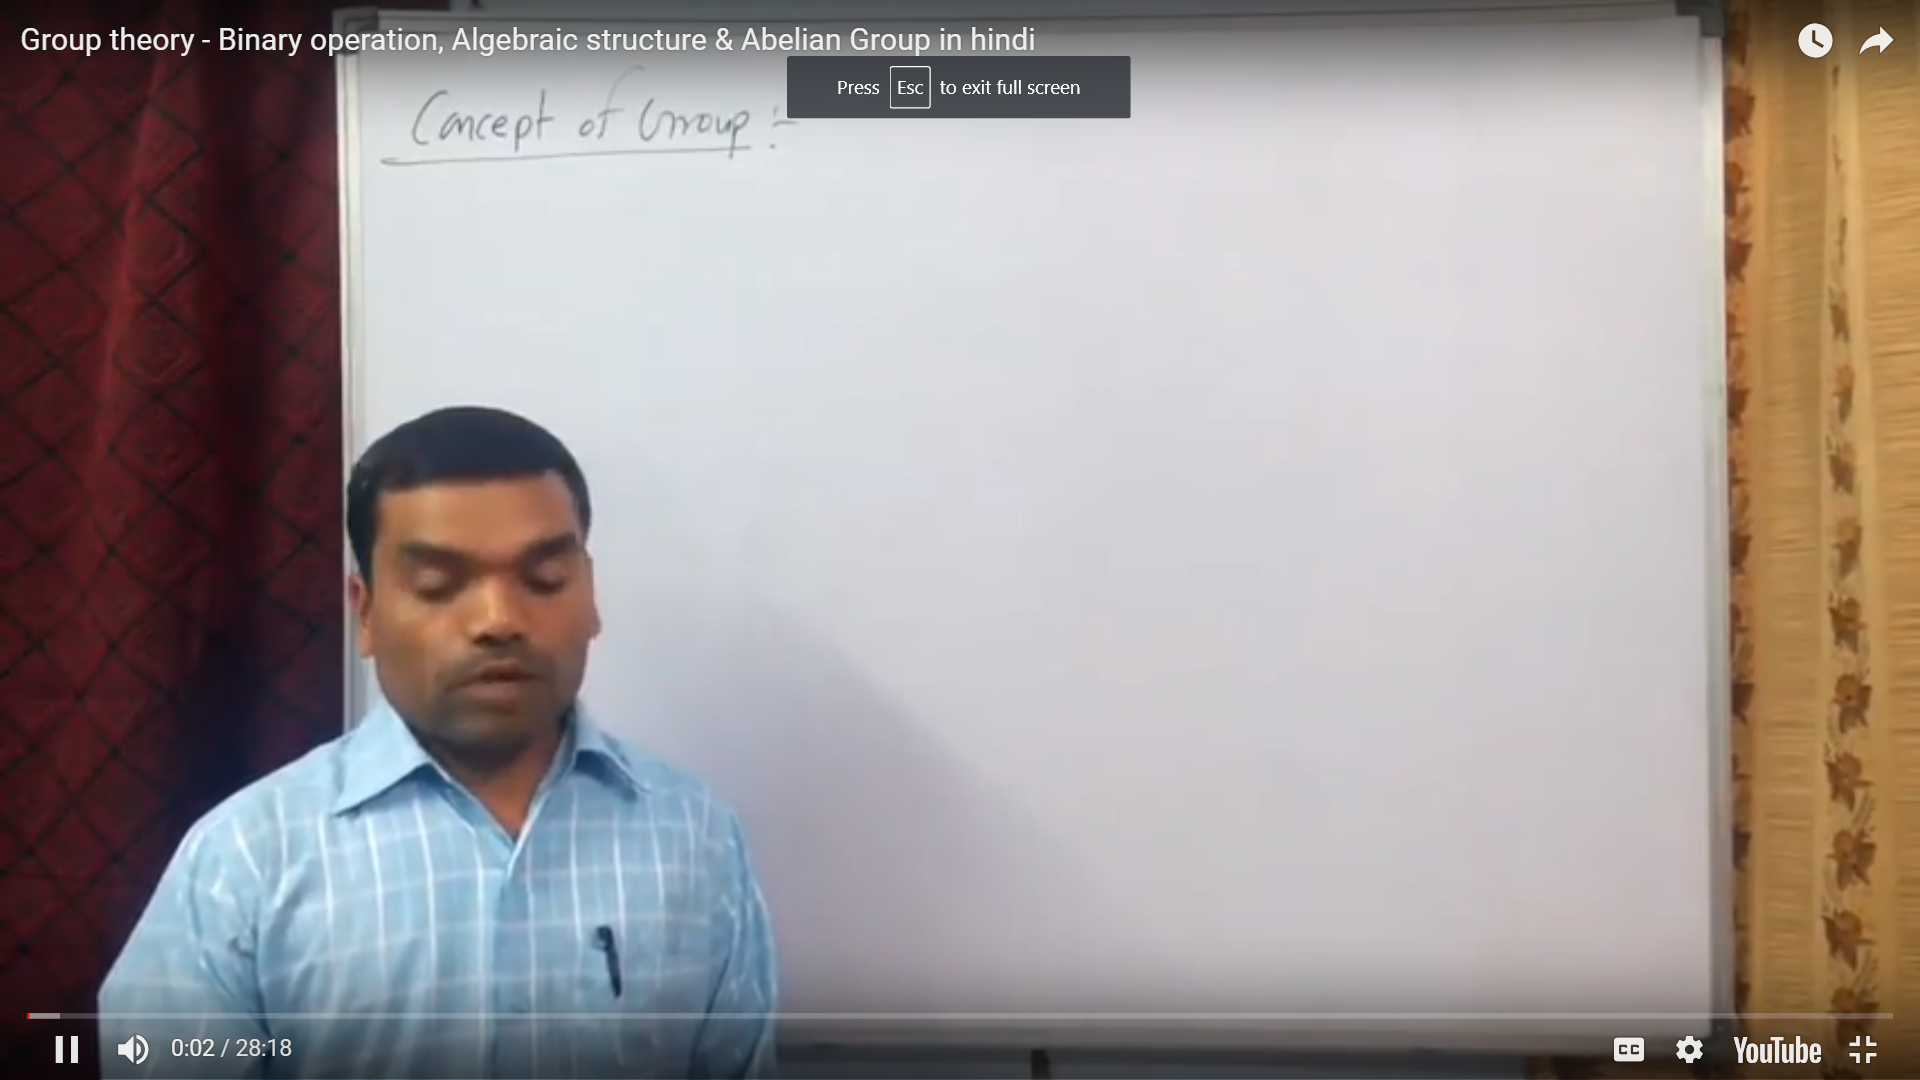 Group theory - Binary operation, Algebraic structure & Abelian Group in hindi
Press Esc to exit full screen
Concept of Group :-
0:02 / 28:18
CC
YouTube